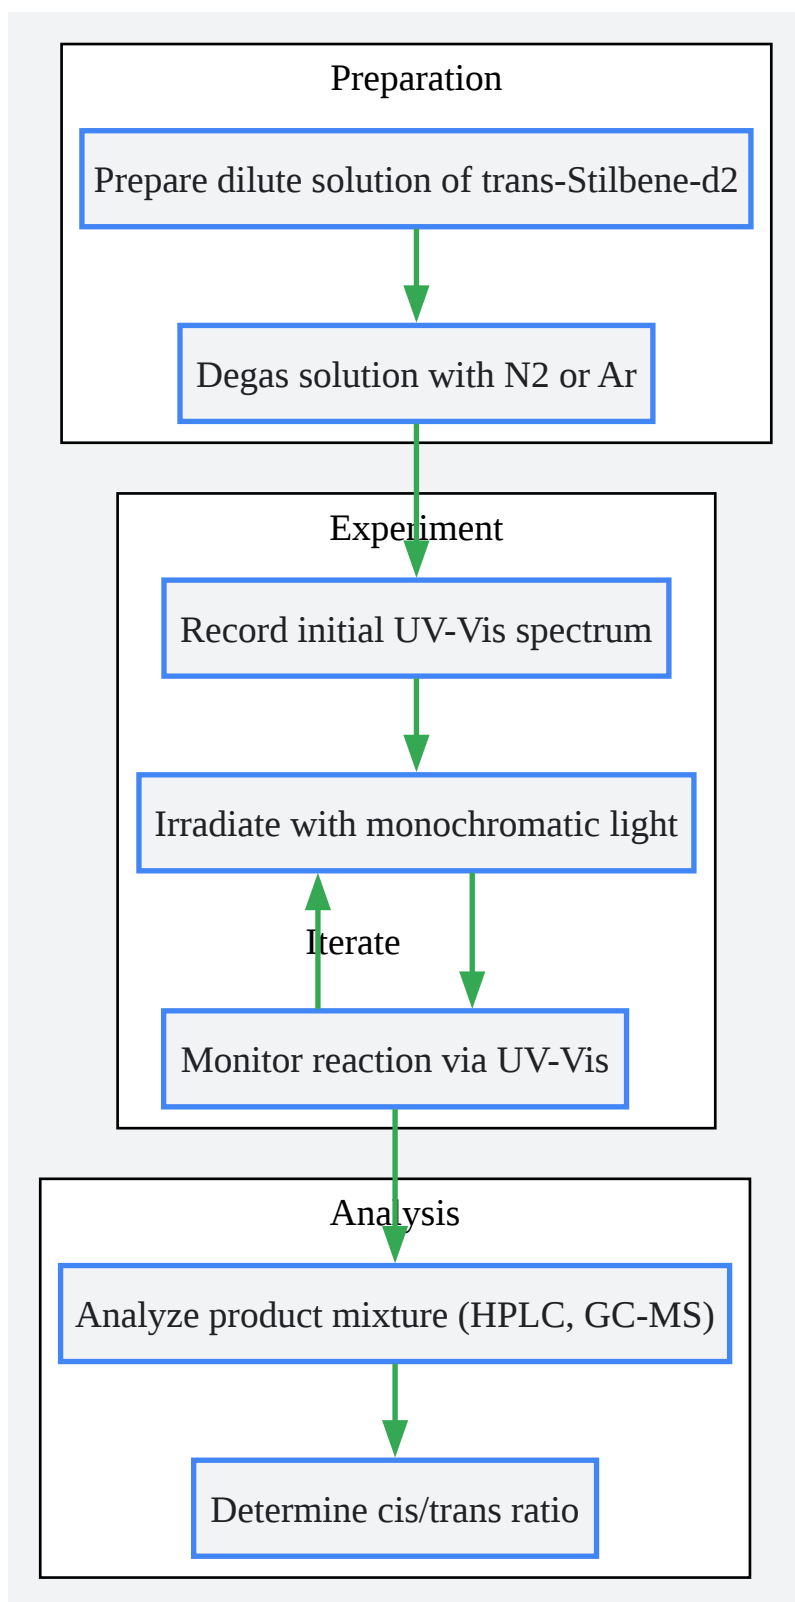 Preparation
Prepare dilute solution of trans-Stilbene-d2
Degas solution with N2 or Ar
Experiment
Record initial UV-Vis spectrum
Irradiate with monochromatic light
Iterate
Monitor reaction via UV-Vis
Analysis
Analyze product mixture (HPLC, GC-MS)
Determine cis/trans ratio